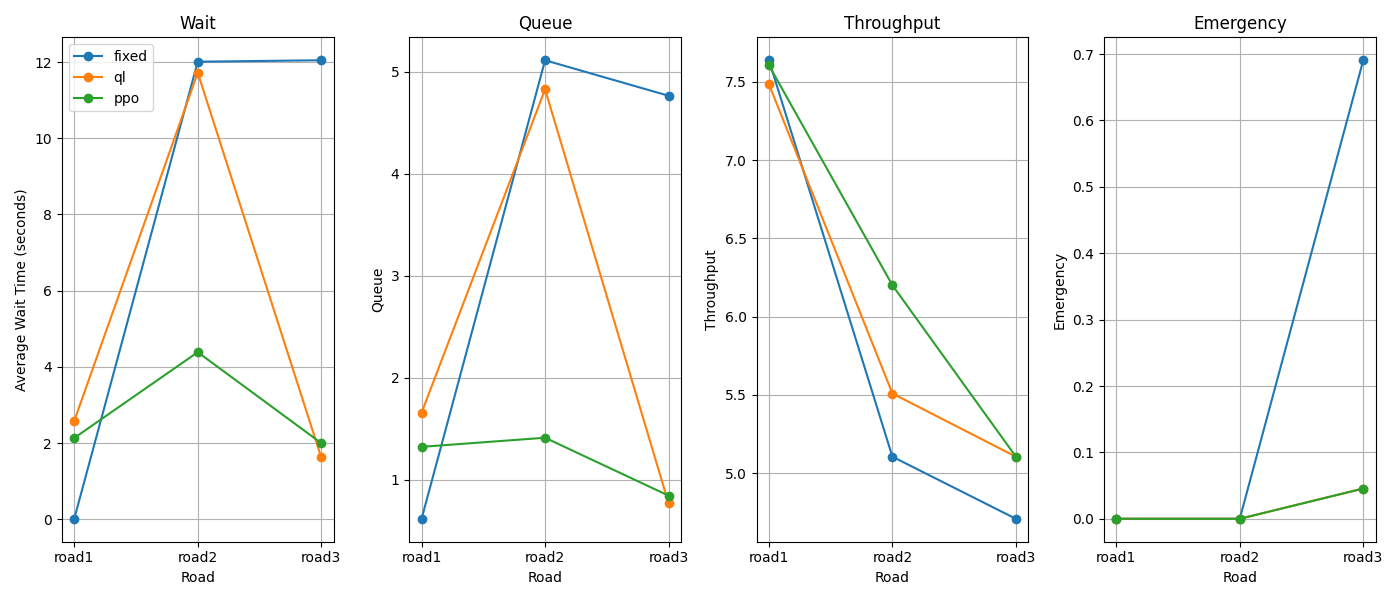 Wait
Average Wait Time (seconds)
12
10
8
6
4
2
0
fixed
ql
ppo
road1 road2 road3
Road
Queue
Queue
5
4
3
2
1
road1 road2 road3
Road
Throughput
Throughput
7.5
7.0
6.5
6.0
5.5
5.0
road1 road2 road3
Road
Emergency
Emergency
0.7
0.6
0.5
0.4
0.3
0.2
0.1
0.0
road1 road2 road3
Road